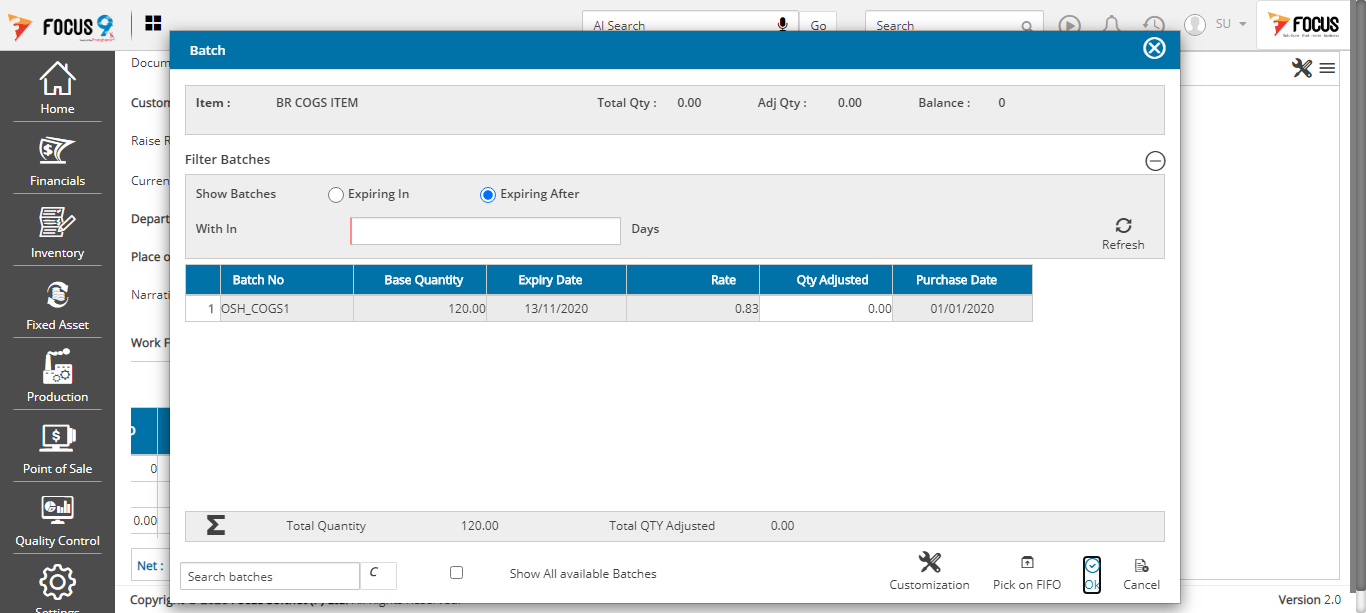 FOCUS 9
AI Search
Go
Search
SU
FOCUS
Home
Financials
Inventory
Fixed Asset
Production
Point of Sale
Quality Control
Settings
Docum
Custom
Raise R
Curren
Depart
Place o
Narrati
Work F
0
0.00
Net :
Batch
Item : BR COGS ITEM Total Qty : 0.00 Adj Qty : 0.00 Balance : 0
Filter Batches
Show Batches Expiring In Expiring After
With In Days
Refresh
Batch No Base Quantity Expiry Date Rate Qty Adjusted Purchase Date
1 OSH_COGS1 120.00 13/11/2020 0.83 0.00 01/01/2020
Σ Total Quantity 120.00 Total QTY Adjusted 0.00
Search batches C Show All available Batches
Customization Pick on FIFO Ok Cancel
Version 2.0